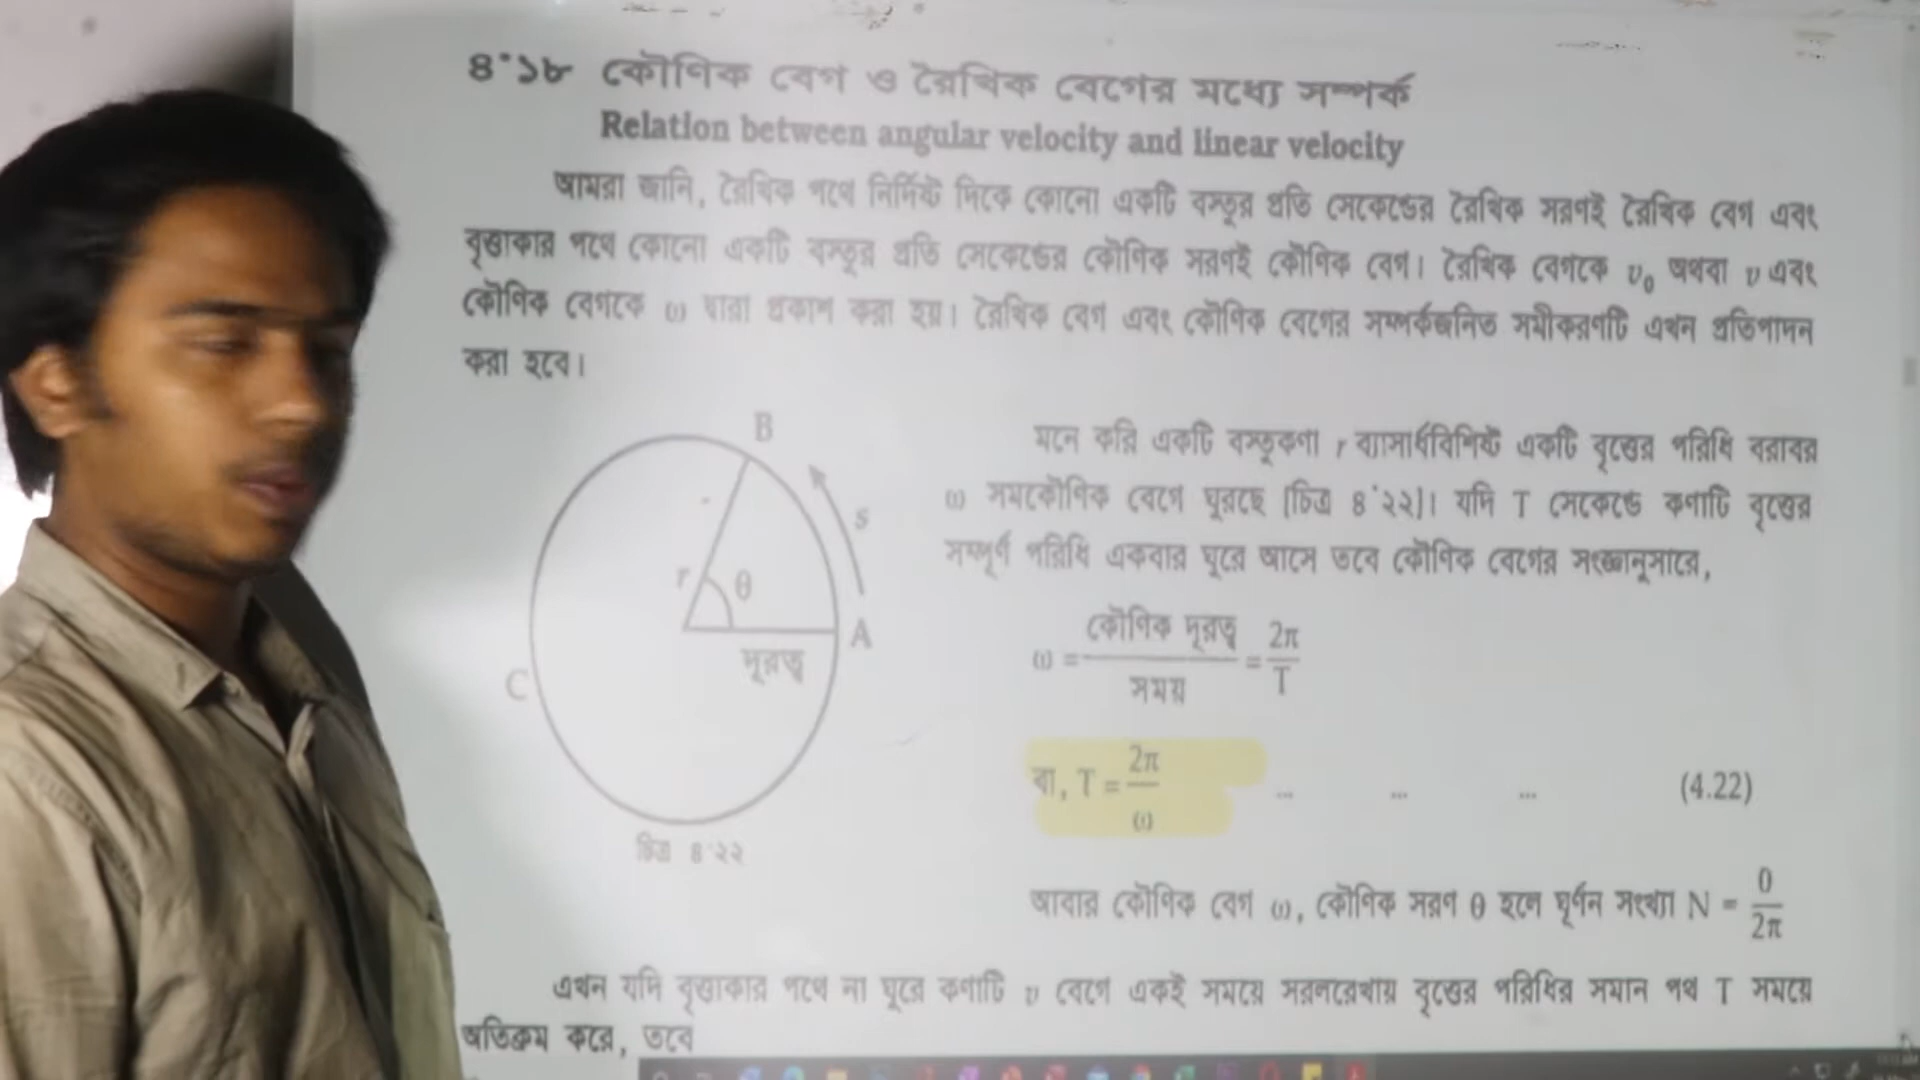 ৪·১৮ কৌণিক বেগ ও রৈখিক বেগের মধ্যে সম্পর্ক
Relation between angular velocity and linear velocity
আমরা জানি, রৈখিক পথে নির্দিষ্ট দিকে কোনো একটি বস্তুর প্রতি সেকেন্ডের রৈখিক সরণই রৈখিক বেগ এবং
বৃত্তাকার পথে কোনো একটি বস্তুর প্রতি সেকেন্ডের কৌণিক সরণই কৌণিক বেগ। রৈখিক বেগকে v₀ অথবা v এবং
কৌণিক বেগকে ω দ্বারা প্রকাশ করা হয়। রৈখিক বেগ এবং কৌণিক বেগের সম্পর্কজনিত সমীকরণটি এখন প্রতিপাদন
করা হবে।
B
s
r
θ
A
দূরত্ব
C
চিত্র ৪·২২
মনে করি একটি বস্তুকণা r ব্যাসার্ধবিশিষ্ট একটি বৃত্তের পরিধি বরাবর
ω সমকৌণিক বেগে ঘুরছে [চিত্র ৪·২২]। যদি T সেকেন্ডে কণাটি বৃত্তের
সম্পূর্ণ পরিধি একবার ঘুরে আসে তবে কৌণিক বেগের সংজ্ঞানুসারে,
ω = কৌণিক দূরত্ব / সময় = 2π / T
বা, T = 2π / ω ... ... ... (4.22)
আবার কৌণিক বেগ ω, কৌণিক সরণ θ হলে ঘূর্ণন সংখ্যা N = θ / 2π
এখন যদি বৃত্তাকার পথে না ঘুরে কণাটি v বেগে একই সময়ে সরলরেখায় বৃত্তের পরিধির সমান পথ T সময়ে
অতিক্রম করে, তবে